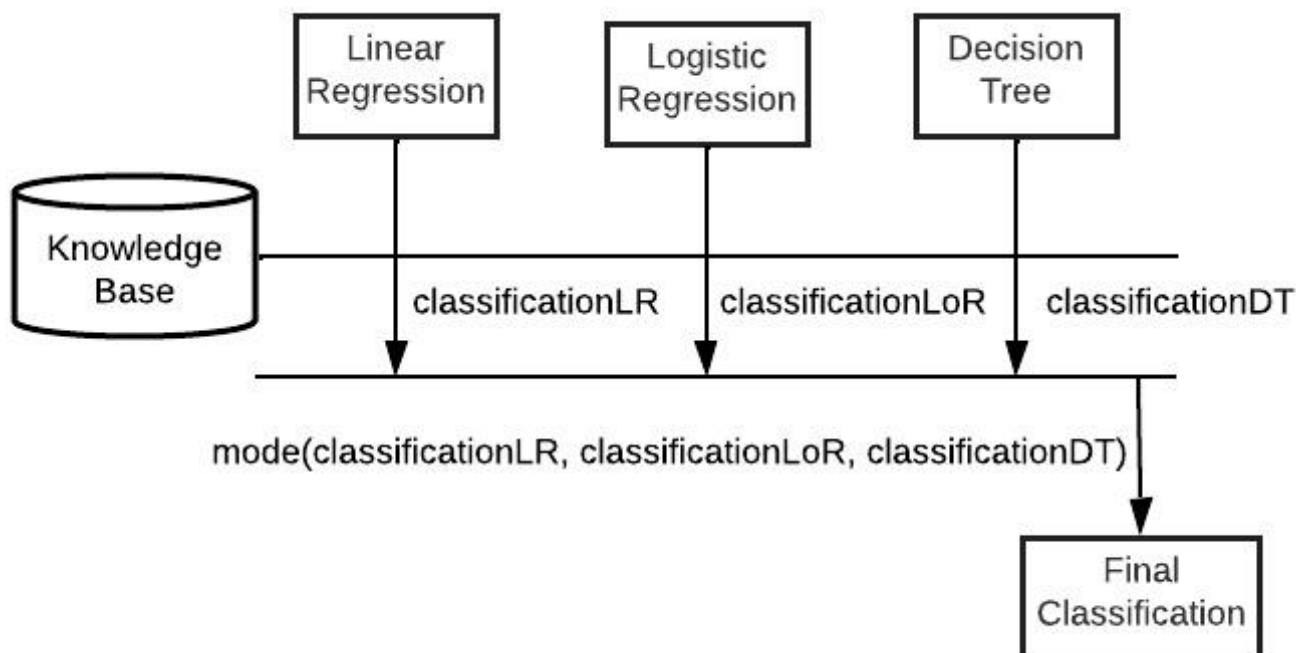 Linear
Regression
Logistic
Regression
Decision
Tree
Knowledge
Base
classificationLR
classificationLoR
classificationDT
mode(classificationLR, classificationLoR, classificationDT)
Final
Classification